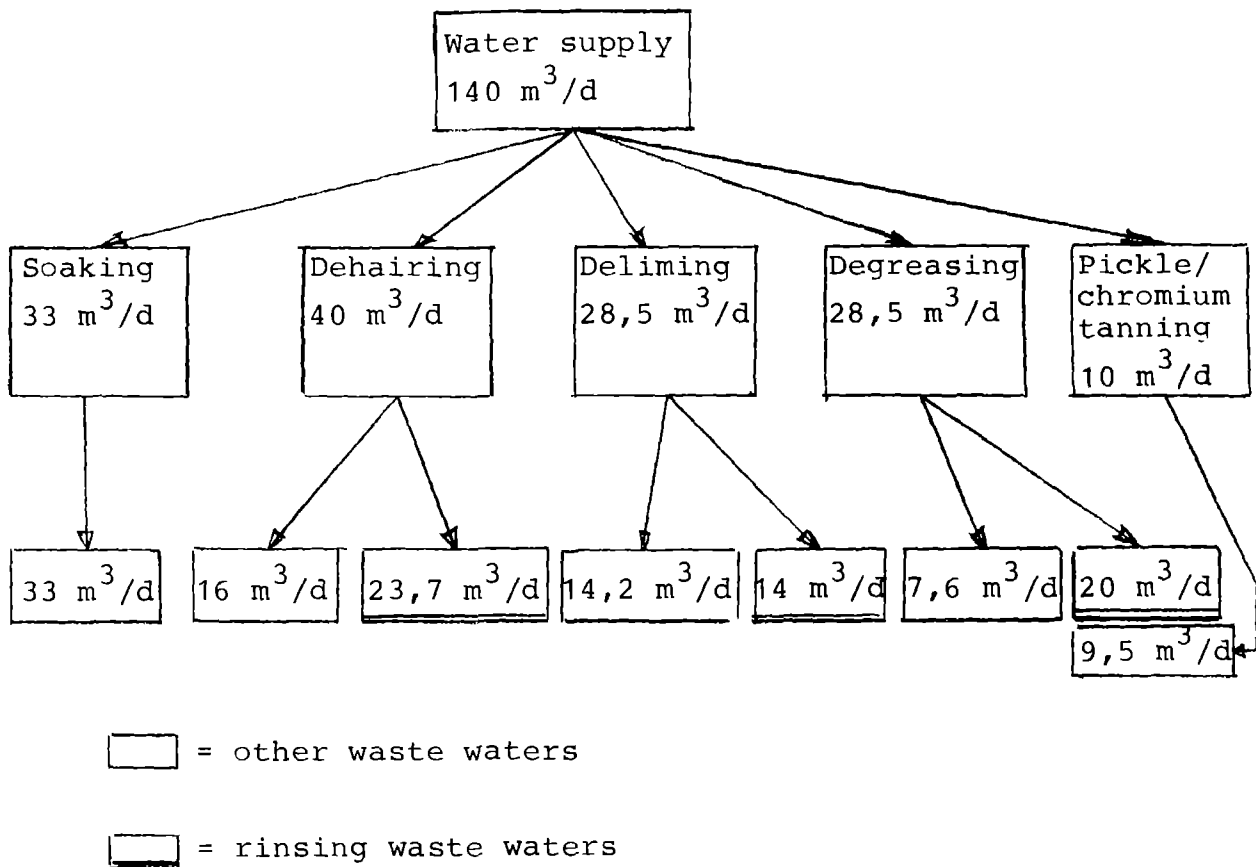 Water supply
140 m³/d
Soaking
33 m³/d
Dehairing
40 m³/d
Deliming
28,5 m³/d
Degreasing
28,5 m³/d
Pickle/
chromium
tanning
10 m³/d
33 m³/d
16 m³/d
23,7 m³/d
14,2 m³/d
14 m³/d
7,6 m³/d
20 m³/d
9,5 m³/d
= other waste waters
= rinsing waste waters